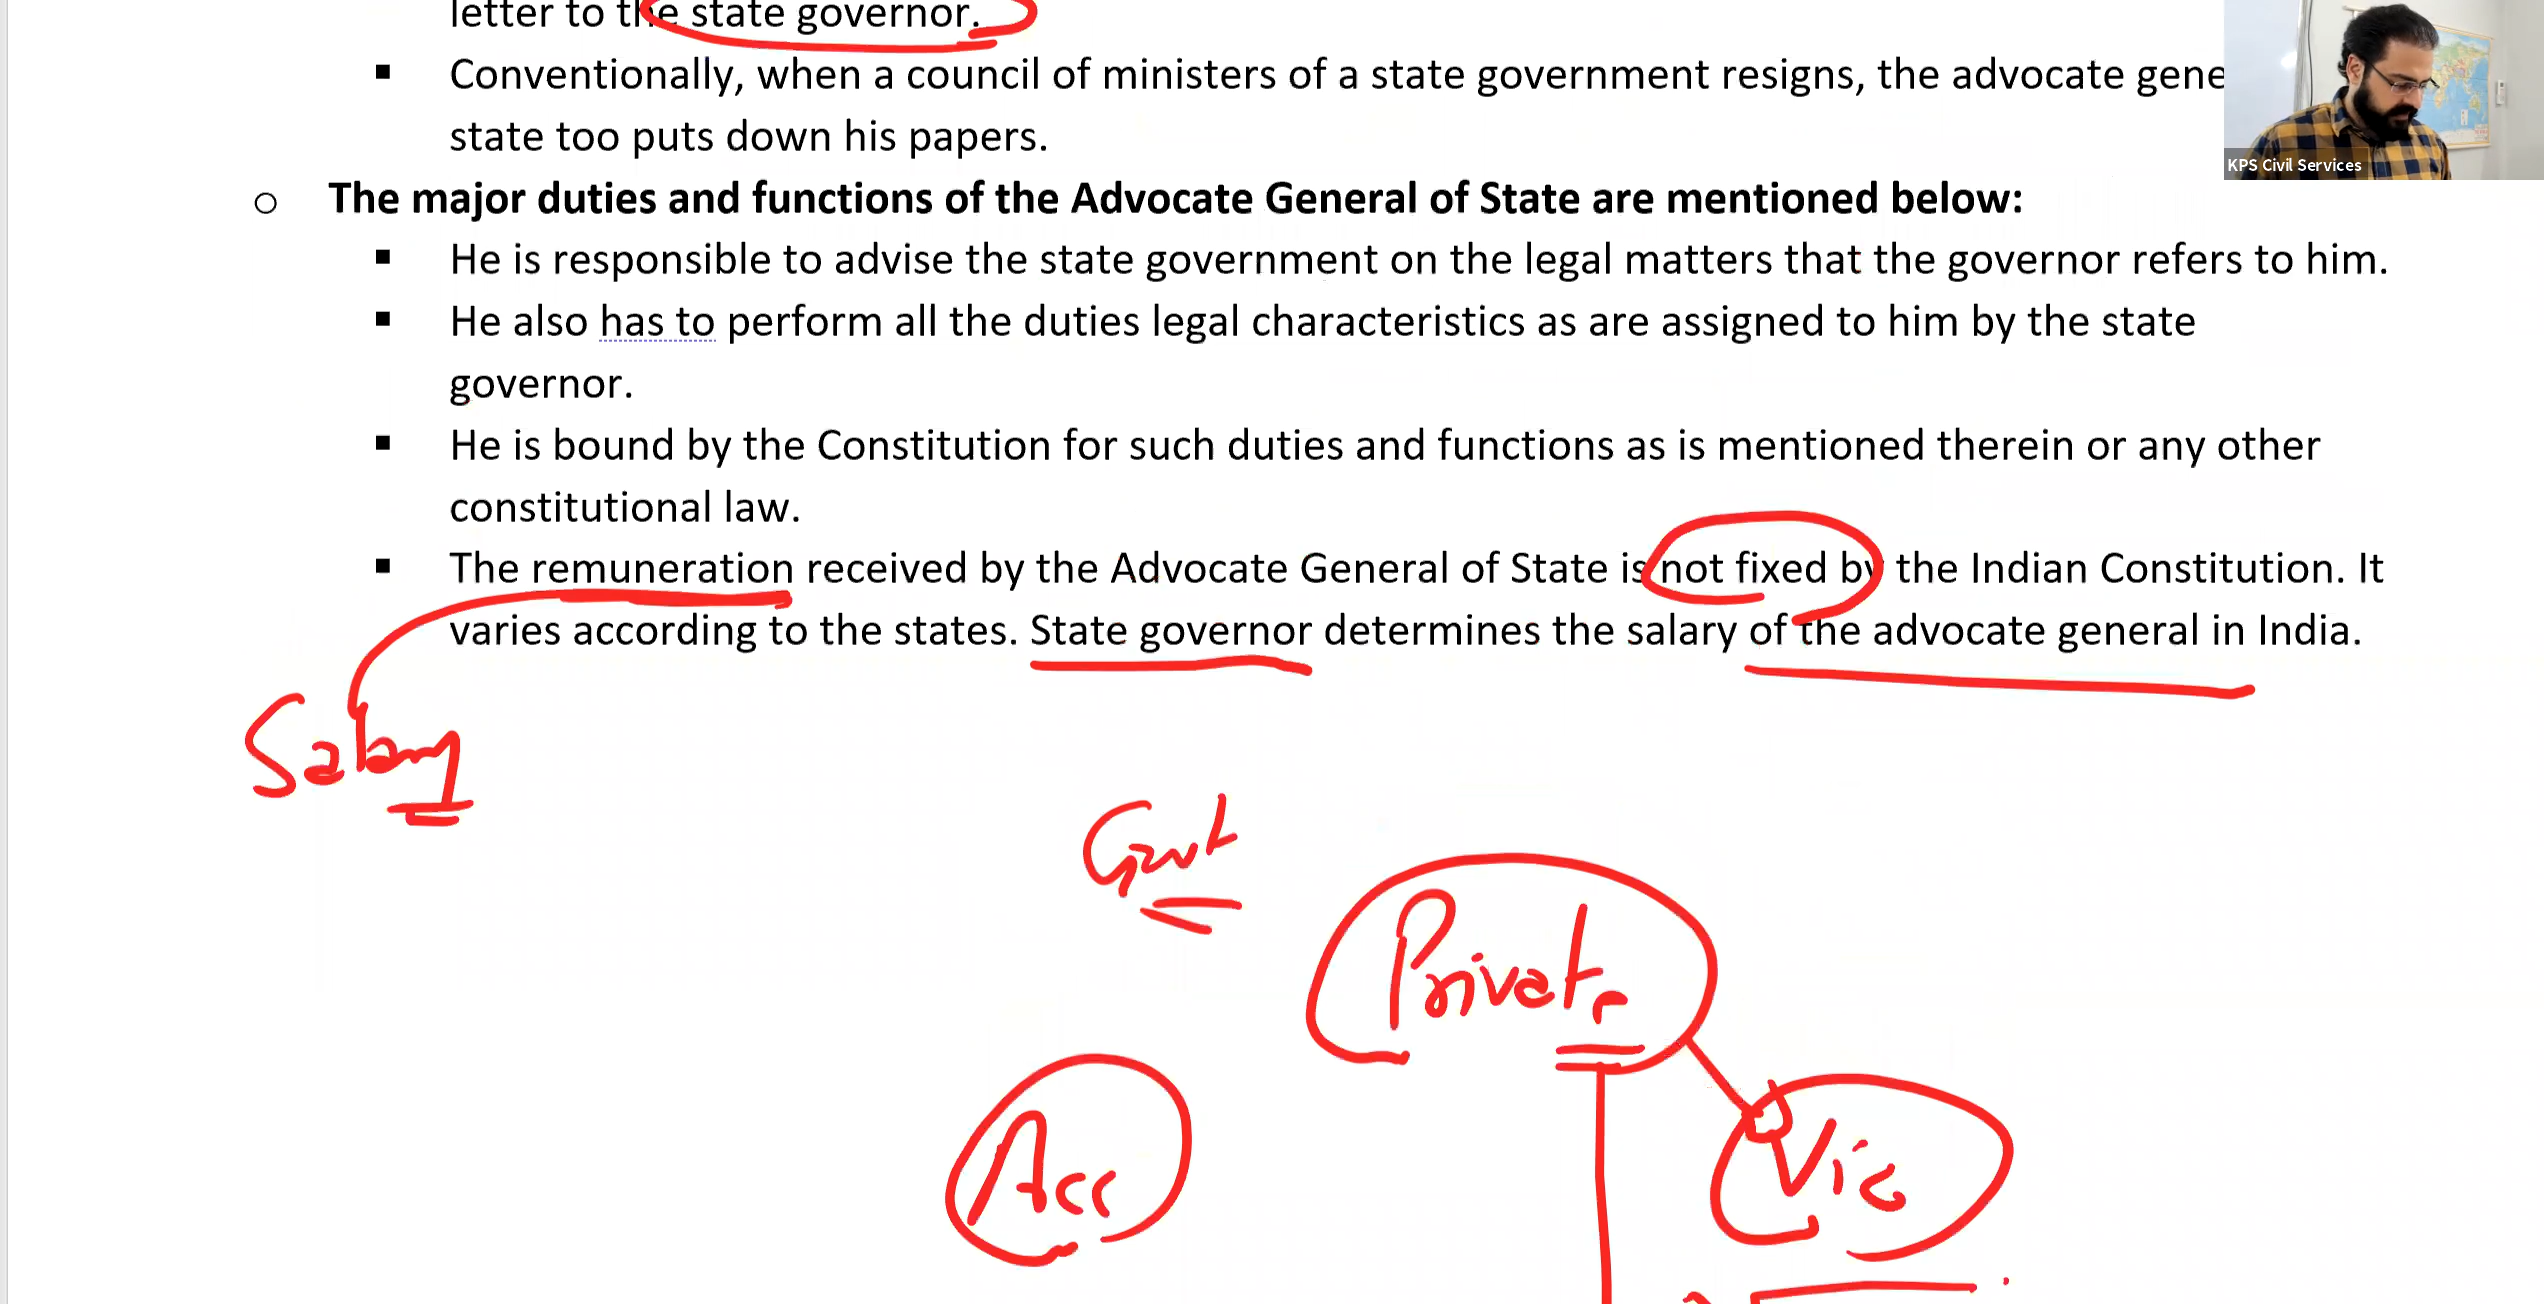 letter to the state governor.
▪ Conventionally, when a council of ministers of a state government resigns, the advocate gene
state too puts down his papers.
KPS Civil Services
o The major duties and functions of the Advocate General of State are mentioned below:
▪ He is responsible to advise the state government on the legal matters that the governor refers to him.
▪ He also has to perform all the duties legal characteristics as are assigned to him by the state
governor.
▪ He is bound by the Constitution for such duties and functions as is mentioned therein or any other
constitutional law.
▪ The remuneration received by the Advocate General of State is not fixed by the Indian Constitution. It
varies according to the states. State governor determines the salary of the advocate general in India.
Salary
Govt
Private
Acc
Vic